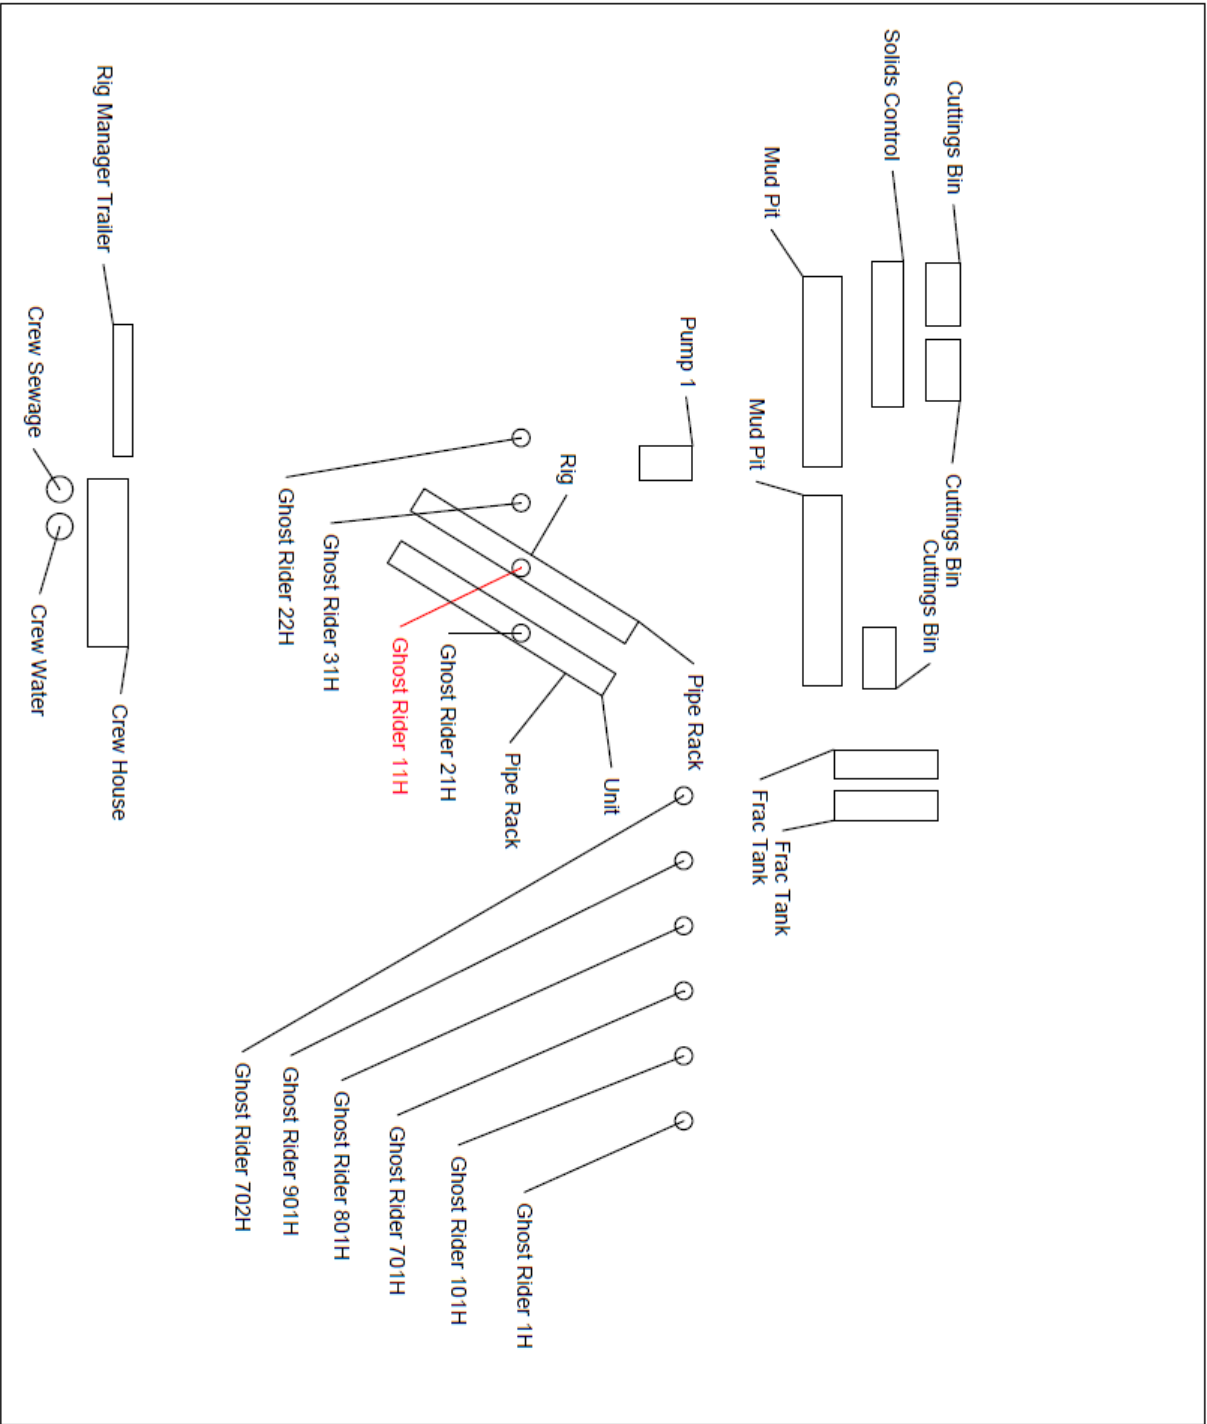 Cuttings Bin
Solids Control
Mud Pit
Cuttings Bin
Cuttings Bin
Mud Pit
Pump 1
Rig
Pipe Rack
Frac Tank
Frac Tank
Unit
Pipe Rack
Ghost Rider 21H
Ghost Rider 11H
Ghost Rider 31H
Ghost Rider 22H
Rig Manager Trailer
Crew Sewage
Crew Water
Crew House
Ghost Rider 1H
Ghost Rider 101H
Ghost Rider 701H
Ghost Rider 801H
Ghost Rider 901H
Ghost Rider 702H